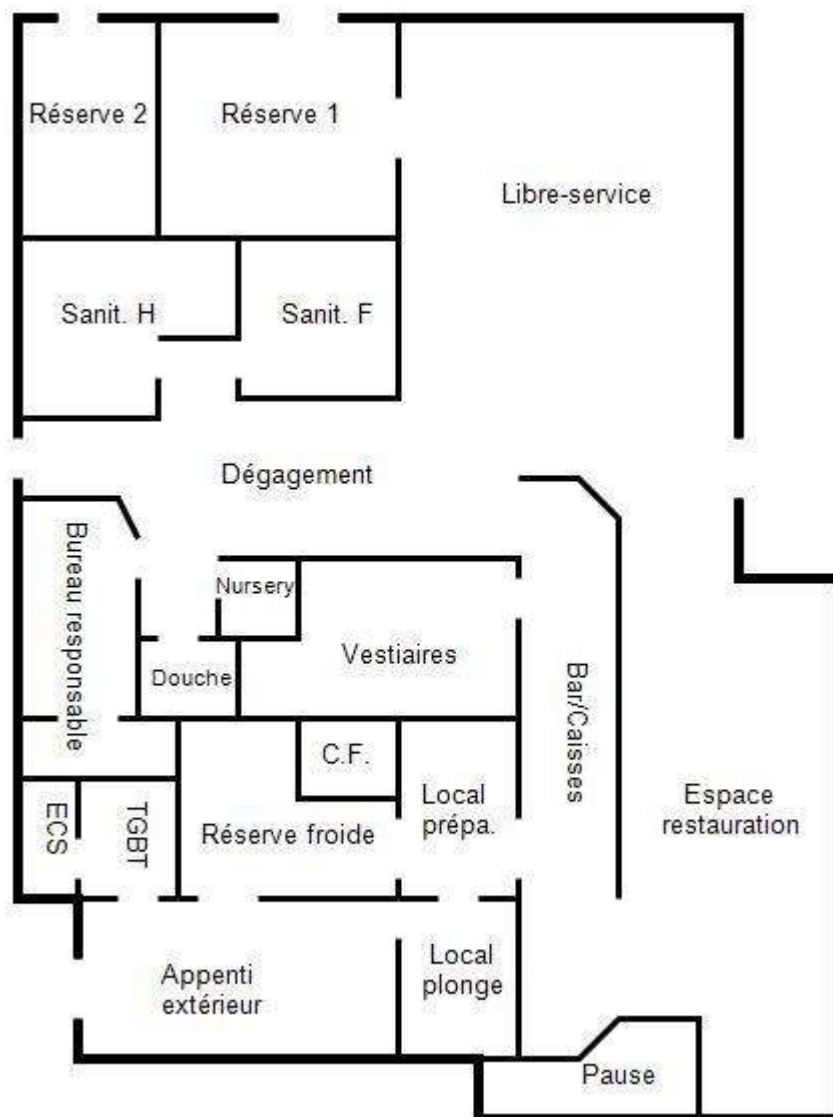 Réserve 2
Réserve 1
Libre-service
Sanit. H
Sanit. F
Dégagement
Bureau responsable
Nursery
Vestiaires
Douche
Bar/Caisses
C.F.
ECS
TGBT
Réserve froide
Local
prépa.
Espace
restauration
Appenti
extérieur
Local
plonge
Pause